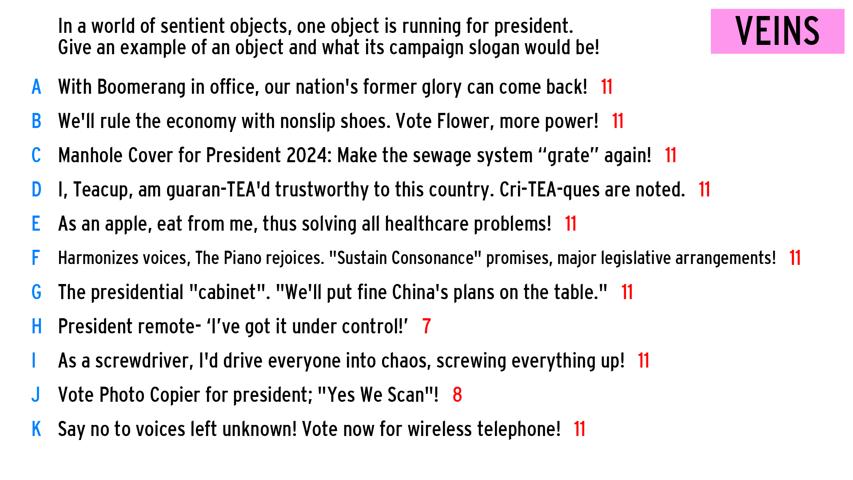 In a world of sentient objects, one object is running for president.
Give an example of an object and what its campaign slogan would be!
VEINS
A With Boomerang in office, our nation's former glory can come back! 11
B We'll rule the economy with nonslip shoes. Vote Flower, more power! 11
C Manhole Cover for President 2024: Make the sewage system “grate” again! 11
D I, Teacup, am guaran-TEA'd trustworthy to this country. Cri-TEA-ques are noted. 11
E As an apple, eat from me, thus solving all healthcare problems! 11
F Harmonizes voices, The Piano rejoices. "Sustain Consonance" promises, major legislative arrangements! 11
G The presidential "cabinet". "We'll put fine China's plans on the table." 11
H President remote- ‘I’ve got it under control!’ 7
I As a screwdriver, I'd drive everyone into chaos, screwing everything up! 11
J Vote Photo Copier for president; "Yes We Scan"! 8
K Say no to voices left unknown! Vote now for wireless telephone! 11